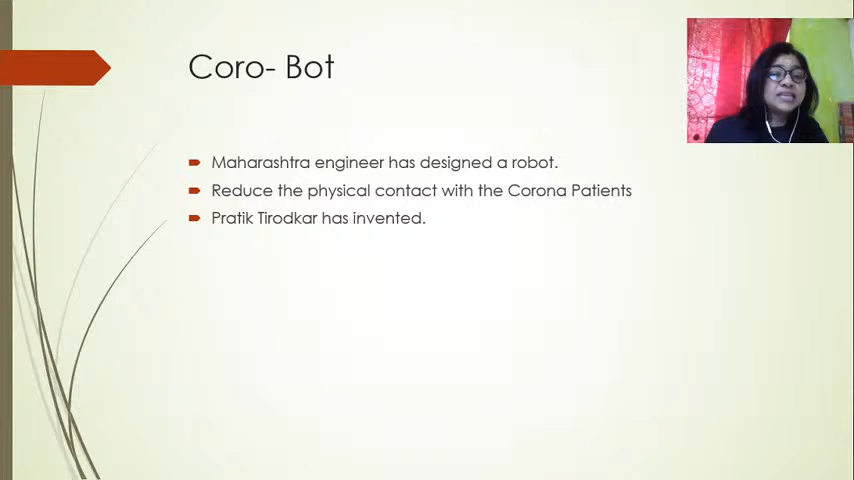 Coro- Bot
Maharashtra engineer has designed a robot.
Reduce the physical contact with the Corona Patients
Pratik Tirodkar has invented.